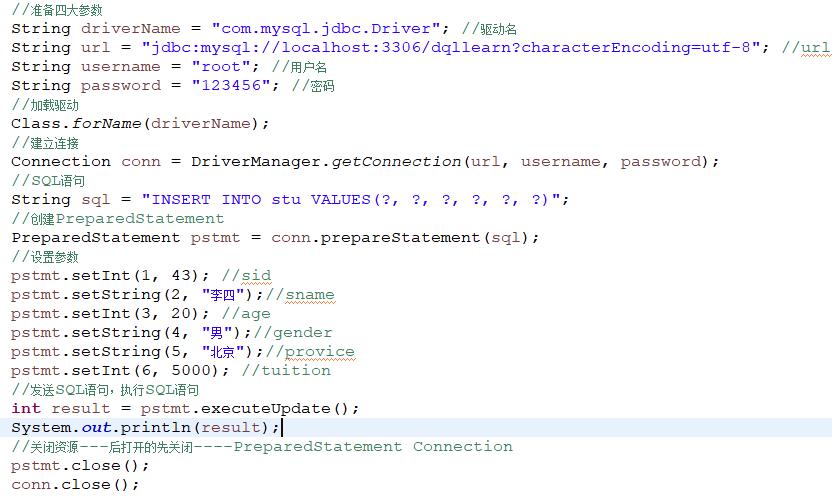 //准备四大参数
String driverName = "com.mysql.jdbc.Driver"; //驱动名
String url = "jdbc:mysql://localhost:3306/dqllearn?characterEncoding=utf-8"; //url
String username = "root"; //用户名
String password = "123456"; //密码
//加载驱动
Class.forName(driverName);
//建立连接
Connection conn = DriverManager.getConnection(url, username, password);
//SQL语句
String sql = "INSERT INTO stu VALUES(?, ?, ?, ?, ?, ?)";
//创建PreparedStatement
PreparedStatement pstmt = conn.prepareStatement(sql);
//设置参数
pstmt.setInt(1, 43); //sid
pstmt.setString(2, "李四");//sname
pstmt.setInt(3, 20); //age
pstmt.setString(4, "男");//gender
pstmt.setString(5, "北京");//provice
pstmt.setInt(6, 5000); //tuition
//发送SQL语句，执行SQL语句
int result = pstmt.executeUpdate();
System.out.println(result);
//关闭资源---后打开的先关闭----PreparedStatement Connection
pstmt.close();
conn.close();